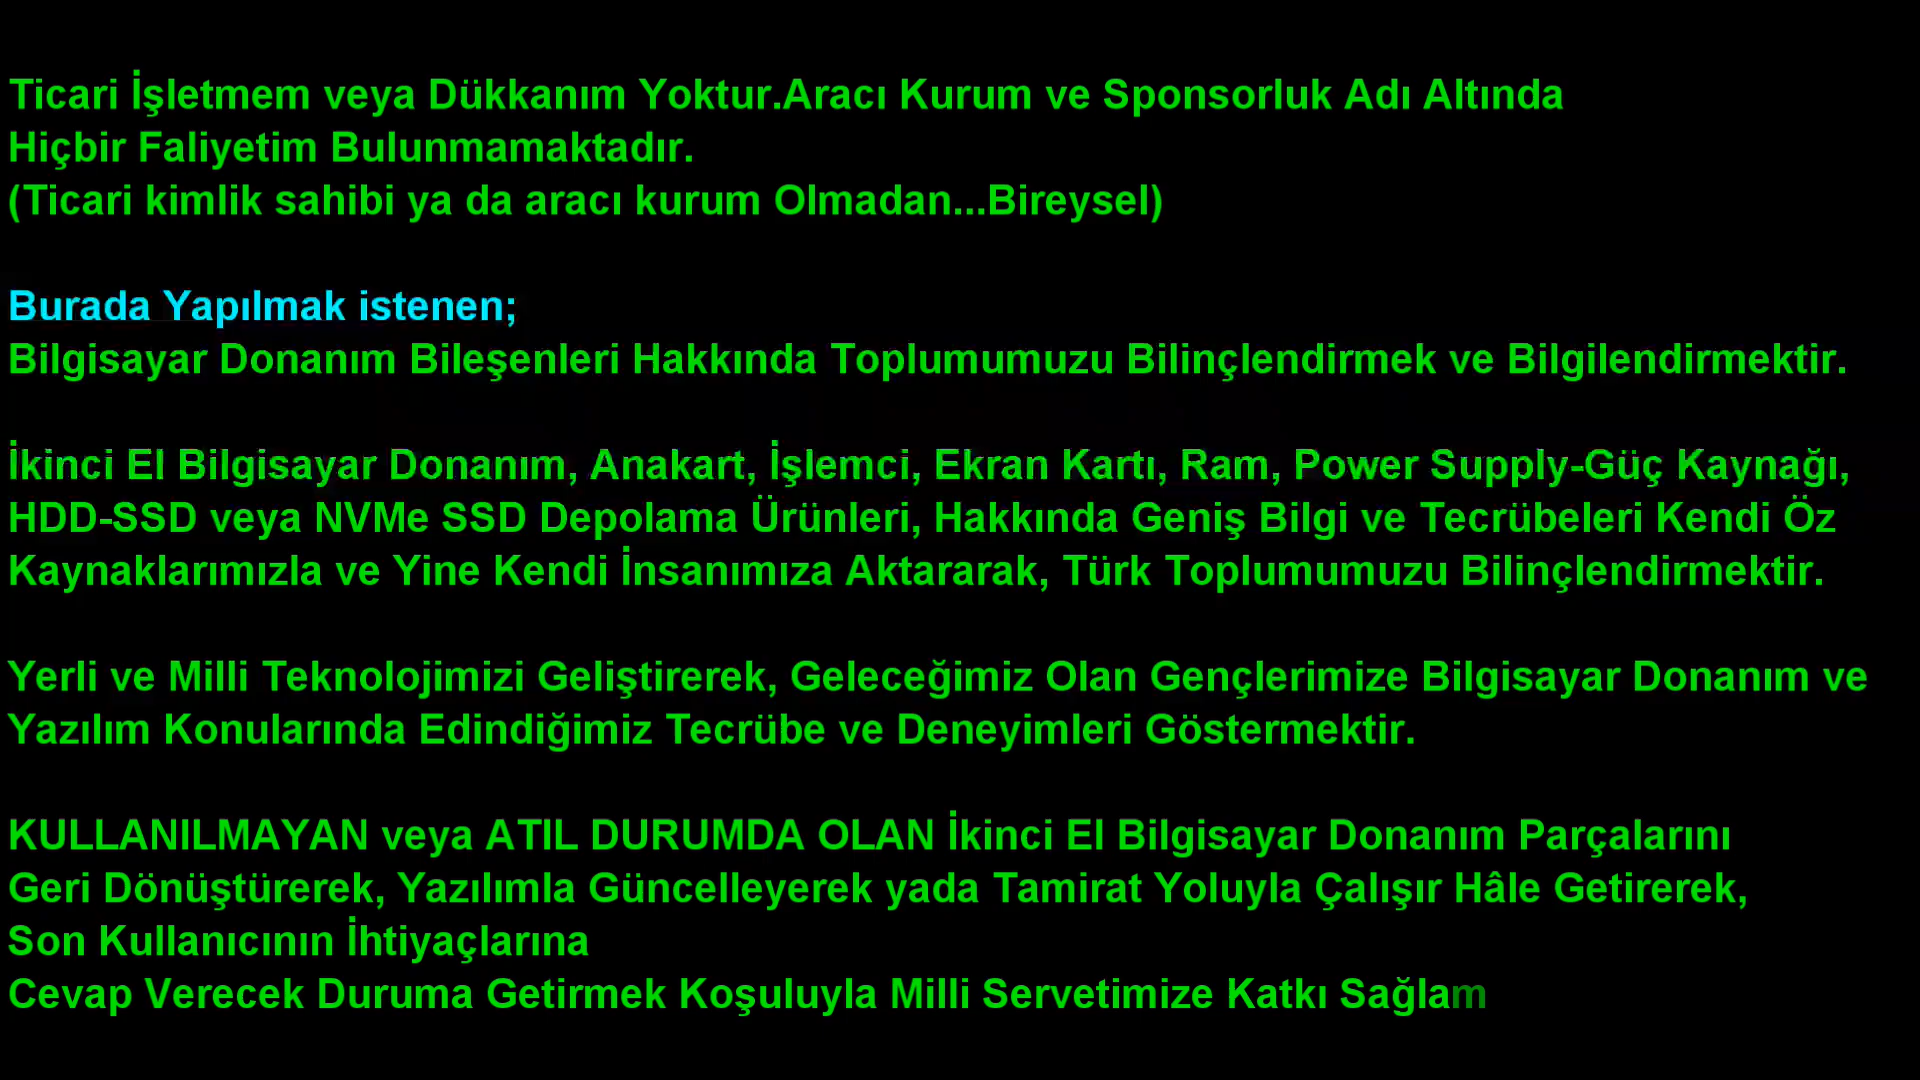 Ticari İşletmem veya Dükkanım Yoktur.Aracı Kurum ve Sponsorluk Adı Altında
Hiçbir Faliyetim Bulunmamaktadır.
(Ticari kimlik sahibi ya da aracı kurum Olmadan...Bireysel)
Burada Yapılmak istenen;
Bilgisayar Donanım Bileşenleri Hakkında Toplumumuzu Bilinçlendirmek ve Bilgilendirmektir.
İkinci El Bilgisayar Donanım, Anakart, İşlemci, Ekran Kartı, Ram, Power Supply-Güç Kaynağı,
HDD-SSD veya NVMe SSD Depolama Ürünleri, Hakkında Geniş Bilgi ve Tecrübeleri Kendi Öz
Kaynaklarımızla ve Yine Kendi İnsanımıza Aktararak, Türk Toplumumuzu Bilinçlendirmektir.
Yerli ve Milli Teknolojimizi Geliştirerek, Geleceğimiz Olan Gençlerimize Bilgisayar Donanım ve
Yazılım Konularında Edindiğimiz Tecrübe ve Deneyimleri Göstermektir.
KULLANILMAYAN veya ATIL DURUMDA OLAN İkinci El Bilgisayar Donanım Parçalarını
Geri Dönüştürerek, Yazılımla Güncelleyerek yada Tamirat Yoluyla Çalışır Hâle Getirerek,
Son Kullanıcının İhtiyaçlarına
Cevap Verecek Duruma Getirmek Koşuluyla Milli Servetimize Katkı Sağlam